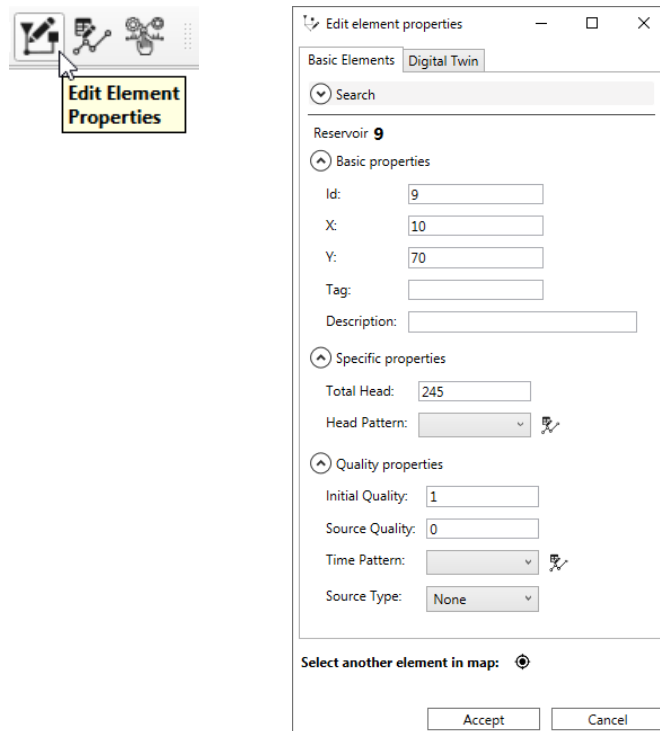 Edit Element
Properties
Edit element properties
Basic Elements Digital Twin
Search
Reservoir 9
Basic properties
Id: 9
X: 10
Y: 70
Tag:
Description:
Specific properties
Total Head: 245
Head Pattern:
Quality properties
Initial Quality: 1
Source Quality: 0
Time Pattern:
Source Type: None
Select another element in map:
Accept Cancel